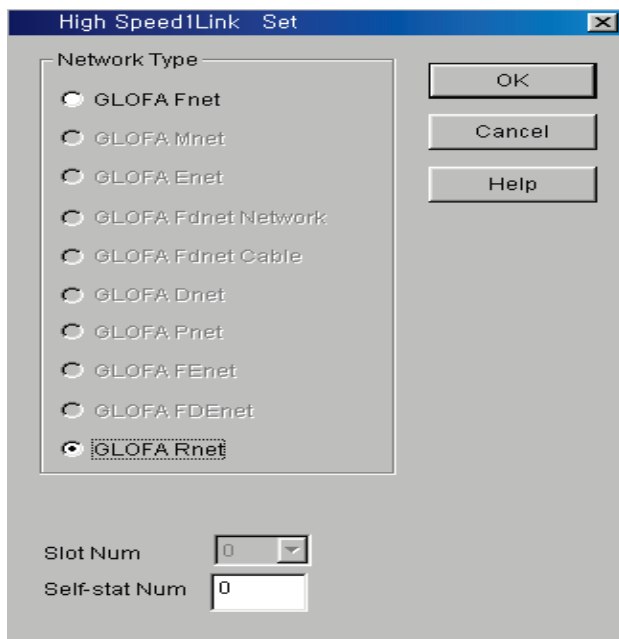 High Speed1Link Set
Network Type
GLOFA Fnet
GLOFA Mnet
GLOFA Enet
GLOFA Fdnet Network
GLOFA Fdnet Cable
GLOFA Dnet
GLOFA Pnet
GLOFA FEnet
GLOFA FDEnet
GLOFA Rnet
OK
Cancel
Help
Slot Num 0
Self-stat Num 0